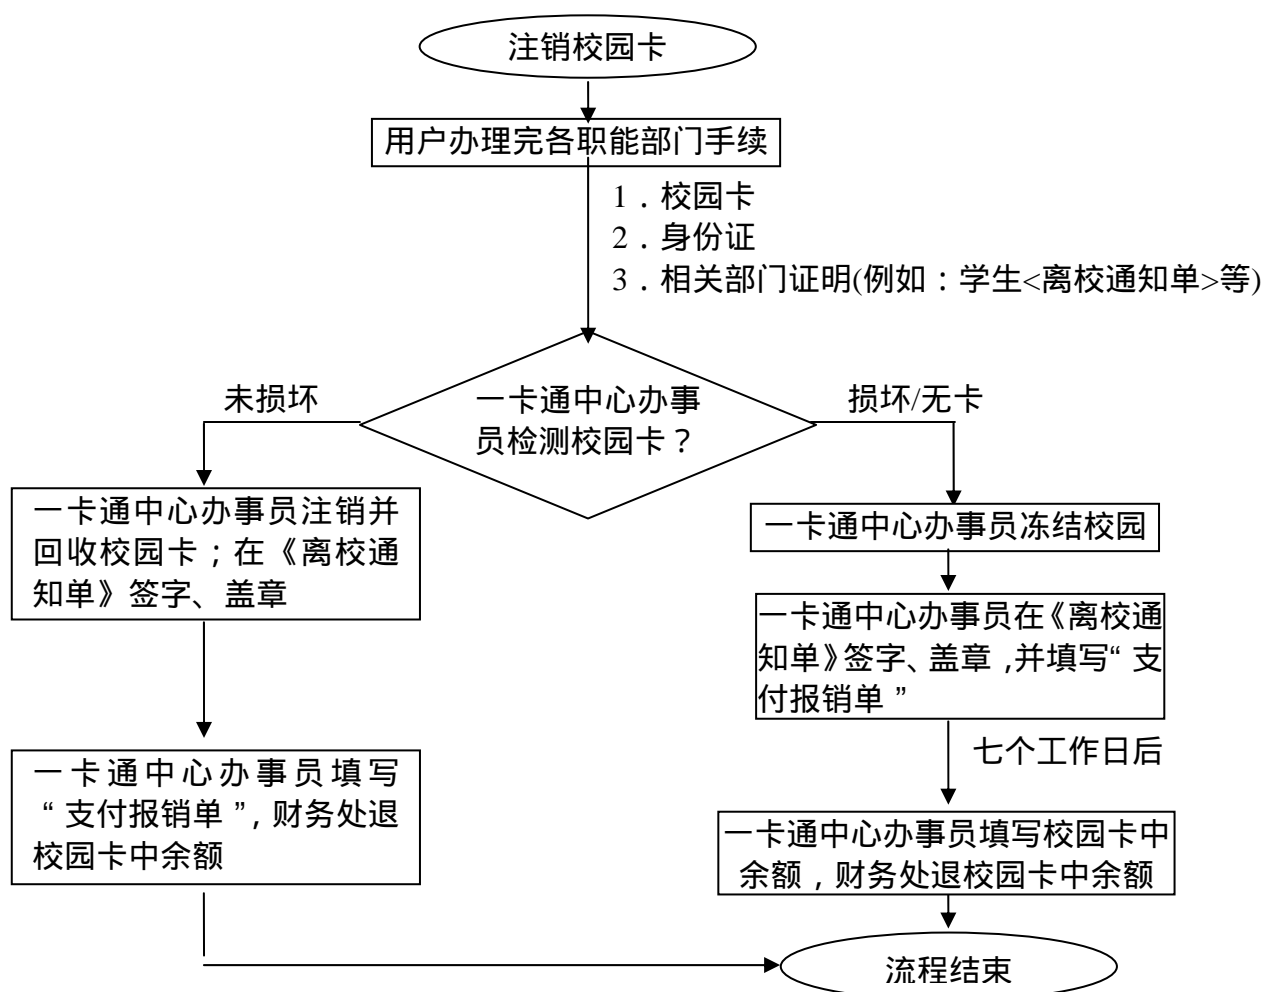 注销校园卡
用户办理完各职能部门手续
1．校园卡
2．身份证
3．相关部门证明(例如：学生<离校通知单>等)
一卡通中心办事
员检测校园卡？
未损坏
损坏/无卡
一卡通中心办事员注销并
回收校园卡；在《离校通
知单》签字、盖章
一卡通中心办事员填写
“支付报销单”，财务处退
校园卡中余额
一卡通中心办事员冻结校园
一卡通中心办事员在《离校通
知单》签字、盖章，并填写“支
付报销单”
七个工作日后
一卡通中心办事员填写校园卡中
余额，财务处退校园卡中余额
流程结束